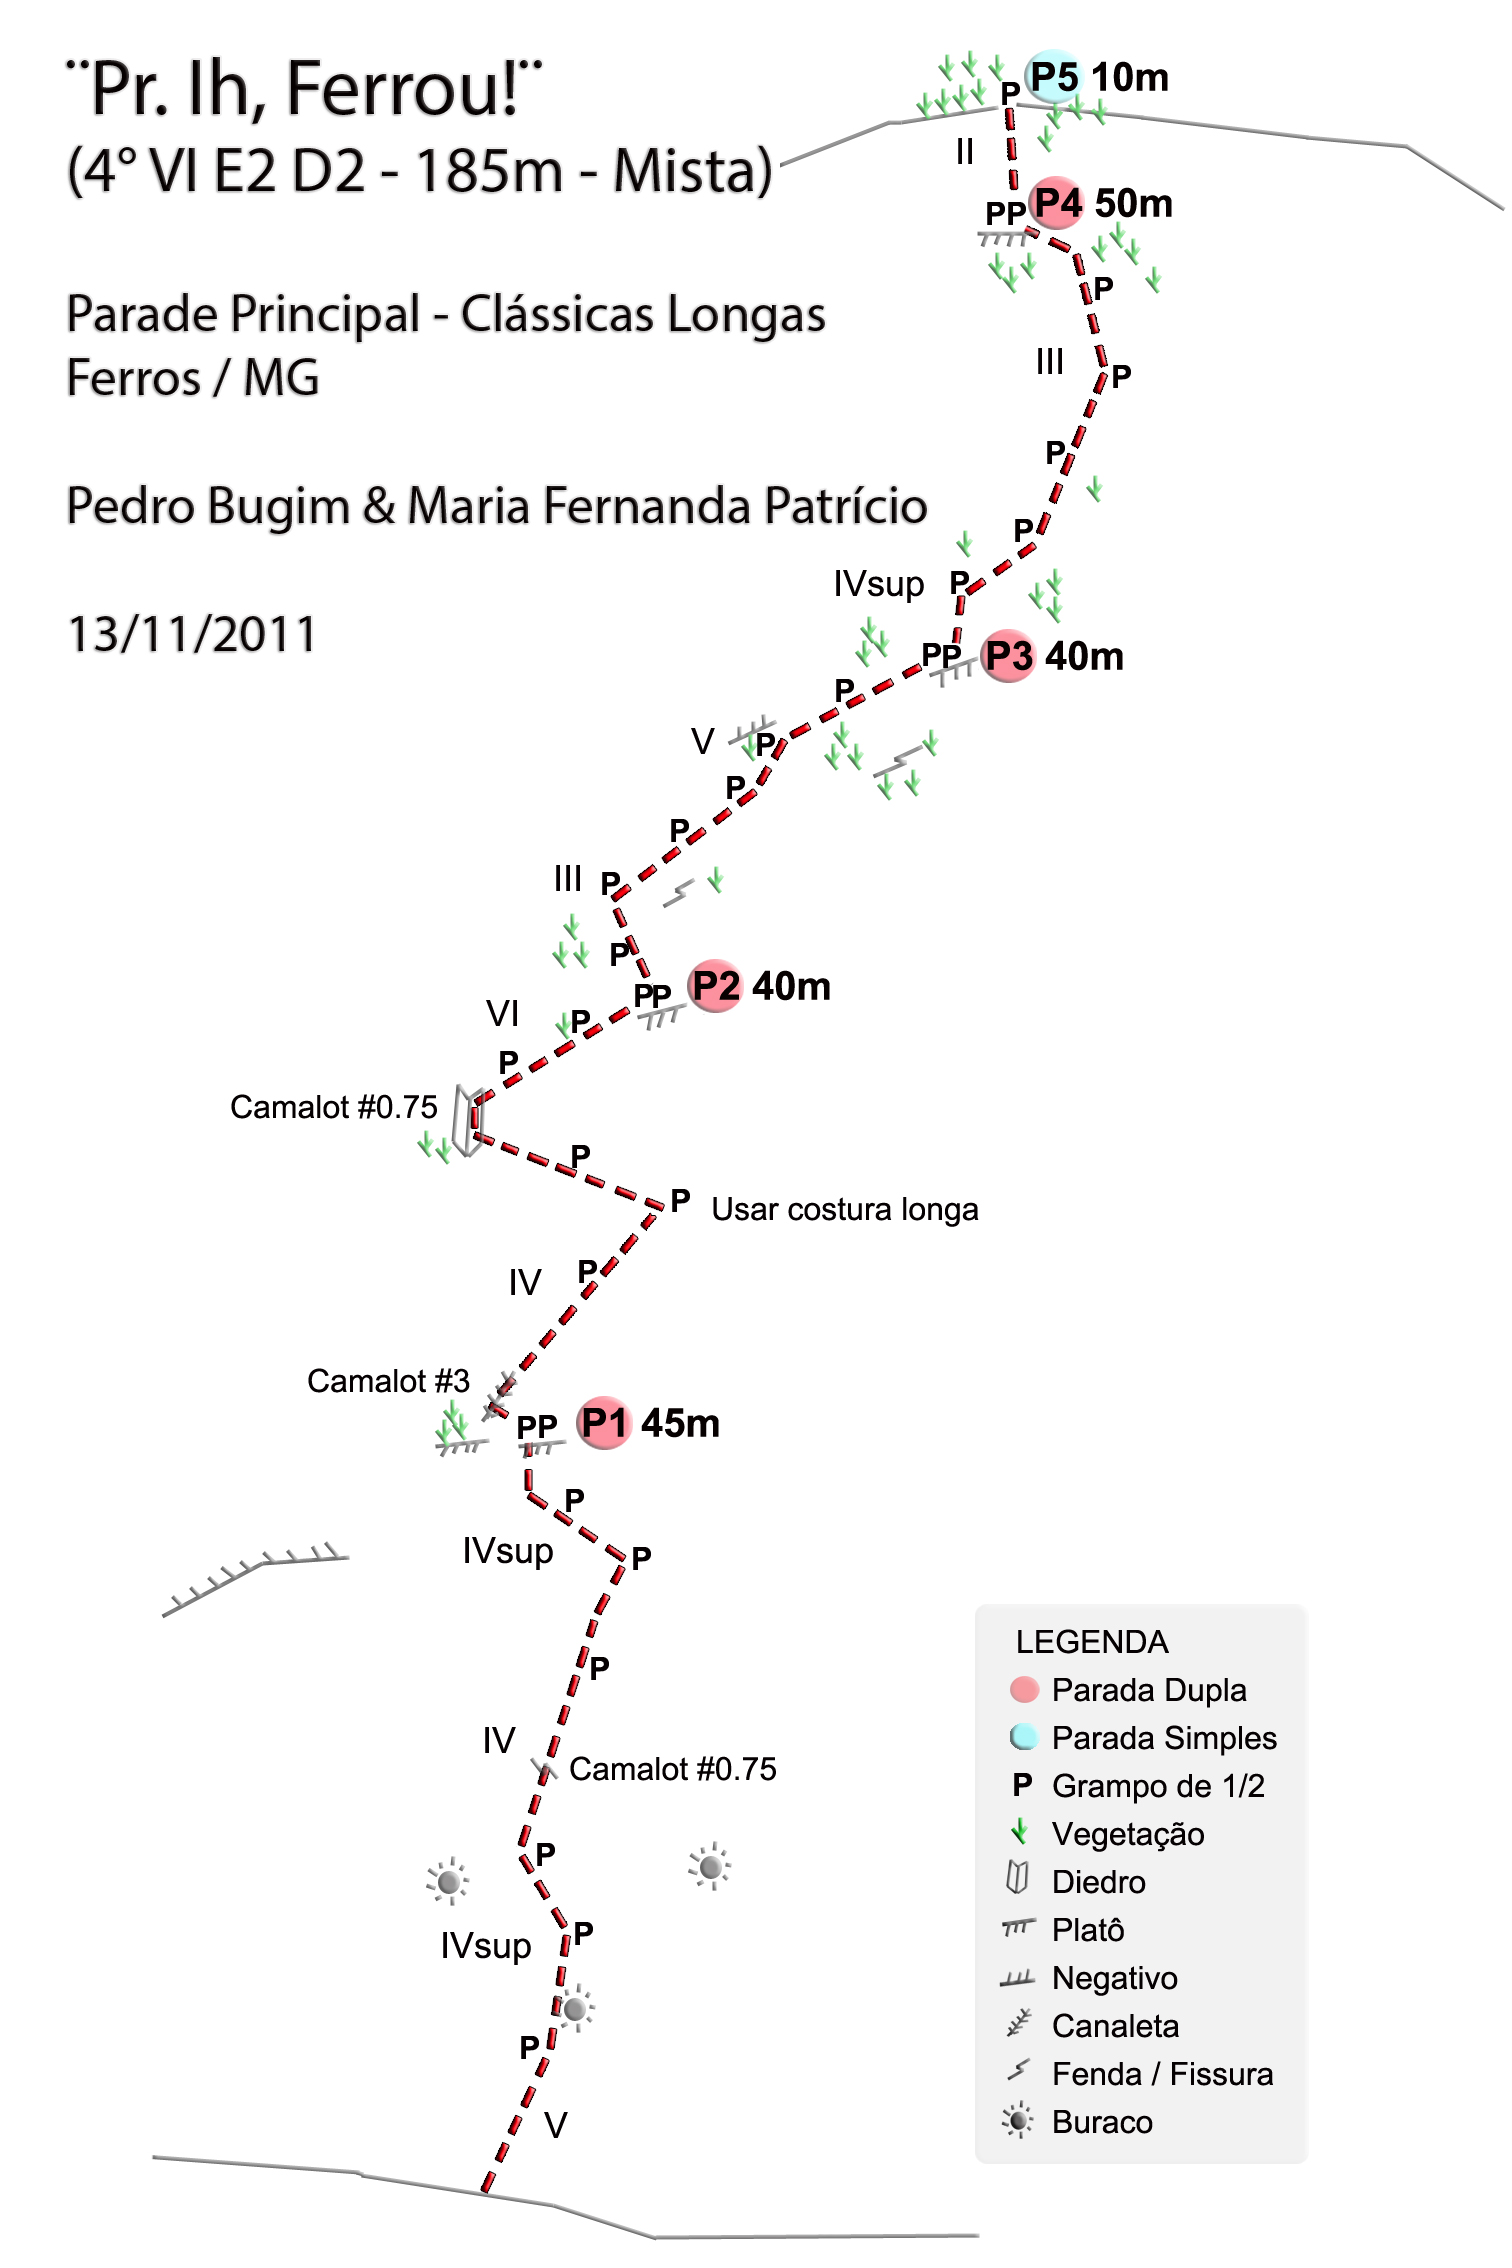 ¨Pr. Ih, Ferrou!¨
(4° VI E2 D2 - 185m - Mista)
Parade Principal - Clássicas Longas
Ferros / MG
Pedro Bugim & Maria Fernanda Patrício
13/11/2011
P P5 10m
II
PP P4 50m
P
III
P
P
P
IVsup P
PP P3 40m
P
V P
P
P
III P
P
PP P2 40m
VI P
P
Camalot #0.75
P
P Usar costura longa
P
IV
Camalot #3
PP P1 45m
P
IVsup P
P
IV
Camalot #0.75
P
P
IVsup
P
V
LEGENDA
Parada Dupla
Parada Simples
P Grampo de 1/2
Vegetação
Diedro
Platô
Negativo
Canaleta
Fenda / Fissura
Buraco